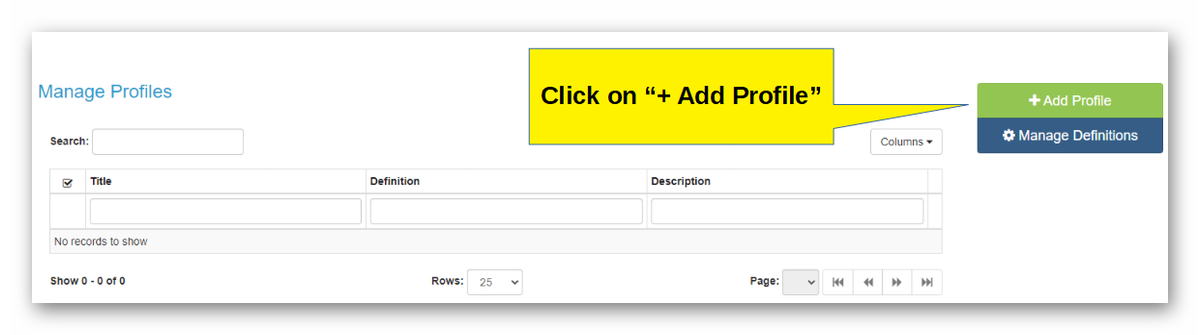 Click on “+ Add Profile”
Manage Profiles
+ Add Profile
Manage Definitions
Search:
Columns
Title Definition Description
No records to show
Show 0 - 0 of 0 Rows: 25 Page: